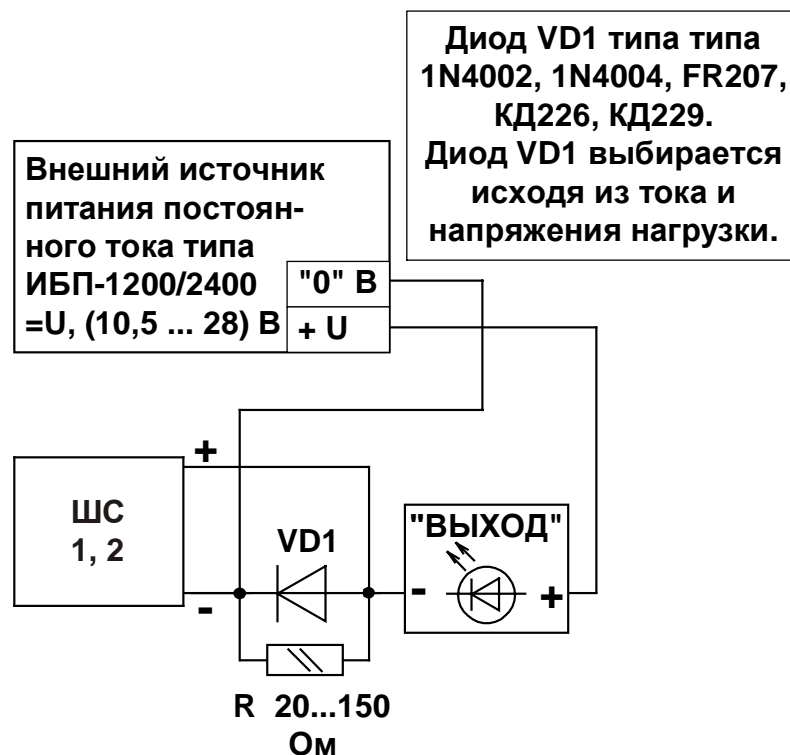 Диод VD1 типа типа
1N4002, 1N4004, FR207,
КД226, КД229.
Диод VD1 выбирается
исходя из тока и
напряжения нагрузки.
Внешний источник
питания постоян-
ного тока типа
ИБП-1200/2400
=U, (10,5 ... 28) В
"0" В
+ U
+
ШС
1, 2
-
VD1
"ВЫХОД"
-
+
R 20...150
Ом